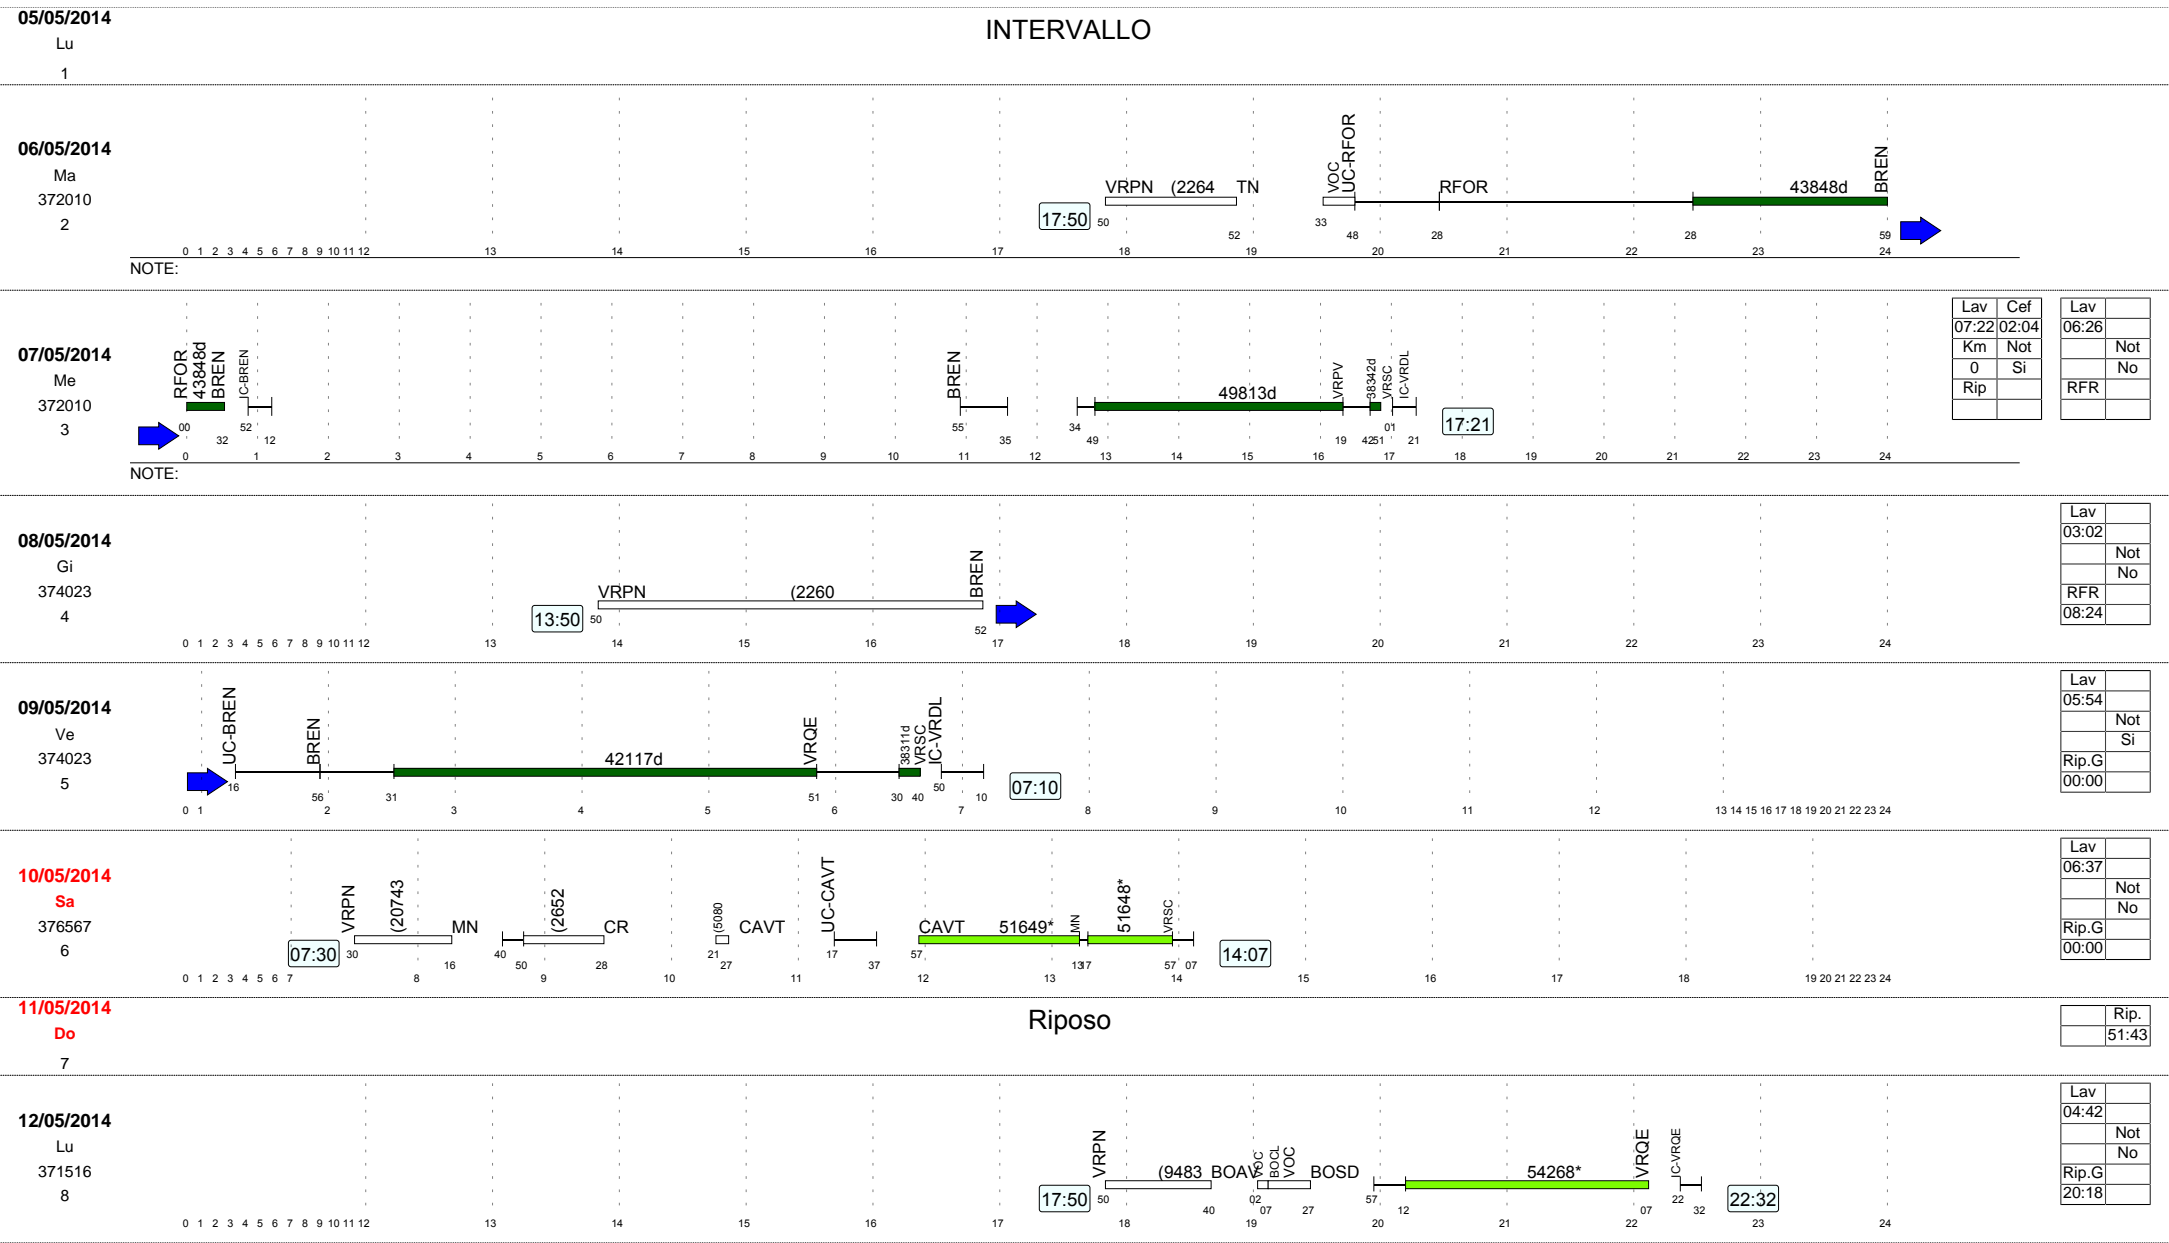 05/05/2014
Lu
1
INTERVALLO
06/05/2014
Ma
372010
2
17:50
VRPN (2264 TN
VOC
UC-RFOR
RFOR
43848d
BREN
50 52 33 48 28 28 59
0 1 2 3 4 5 6 7 8 9 10 11 12 13 14 15 16 17 18 19 20 21 22 23 24
NOTE:
07/05/2014
Me
372010
3
RFOR
43848d
BREN
IC-BREN
BREN
49813d
VRPV
38342d
VRSC
IC-VRDL
17:21
00 32 52 12 55 35 34 49 19 42 51 01 21
0 1 2 3 4 5 6 7 8 9 10 11 12 13 14 15 16 17 18 19 20 21 22 23 24
NOTE:
Lav Cef
07:22 02:04
Km Not
0 Si
Rip
Lav
06:26
Not
No
RFR
08/05/2014
Gi
374023
4
13:50
VRPN (2260
BREN
50 52
0 1 2 3 4 5 6 7 8 9 10 11 12 13 14 15 16 17 18 19 20 21 22 23 24
Lav
03:02
Not
No
RFR
08:24
09/05/2014
Ve
374023
5
UC-BREN
BREN
42117d
VRQE
38311d
VRSC
IC-VRDL
07:10
16 56 31 51 30 40 50 10
0 1 2 3 4 5 6 7 8 9 10 11 12 13 14 15 16 17 18 19 20 21 22 23 24
Lav
05:54
Not
Si
Rip.G
00:00
10/05/2014
Sa
376567
6
07:30
VRPN
(20743
MN
(2652
CR
(5080
CAVT
UC-CAVT
CAVT 51649*
MN
51648*
VRSC
14:07
30 16 40 50 28 21 27 17 37 57 13 17 57 07
0 1 2 3 4 5 6 7 8 9 10 11 12 13 14 15 16 17 18 19 20 21 22 23 24
Lav
06:37
Not
No
Rip.G
00:00
11/05/2014
Do
7
Riposo
Rip.
51:43
12/05/2014
Lu
371516
8
17:50
VRPN
(9483 BOAV
VOC
BOCL
VOC
BOSD
54268*
VRQE
IC-VRQE
22:32
50 40 02 07 27 57 12 07 22 32
0 1 2 3 4 5 6 7 8 9 10 11 12 13 14 15 16 17 18 19 20 21 22 23 24
Lav
04:42
Not
No
Rip.G
20:18